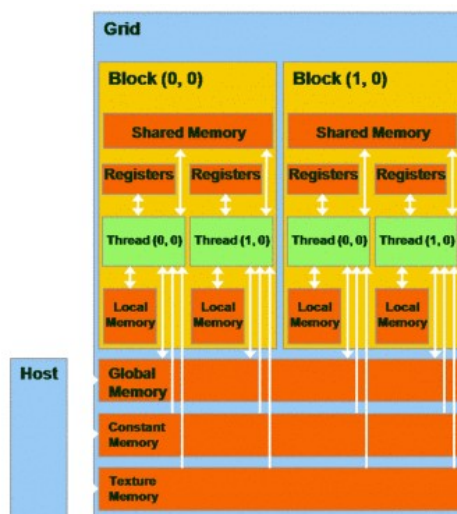 Grid
Block (0, 0)
Block (1, 0)
Shared Memory
Shared Memory
Registers
Registers
Registers
Registers
Thread (0, 0)
Thread (1, 0)
Thread (0, 0)
Thread (1, 0)
Local
Memory
Local
Memory
Local
Memory
Local
Memory
Host
Global
Memory
Constant
Memory
Texture
Memory